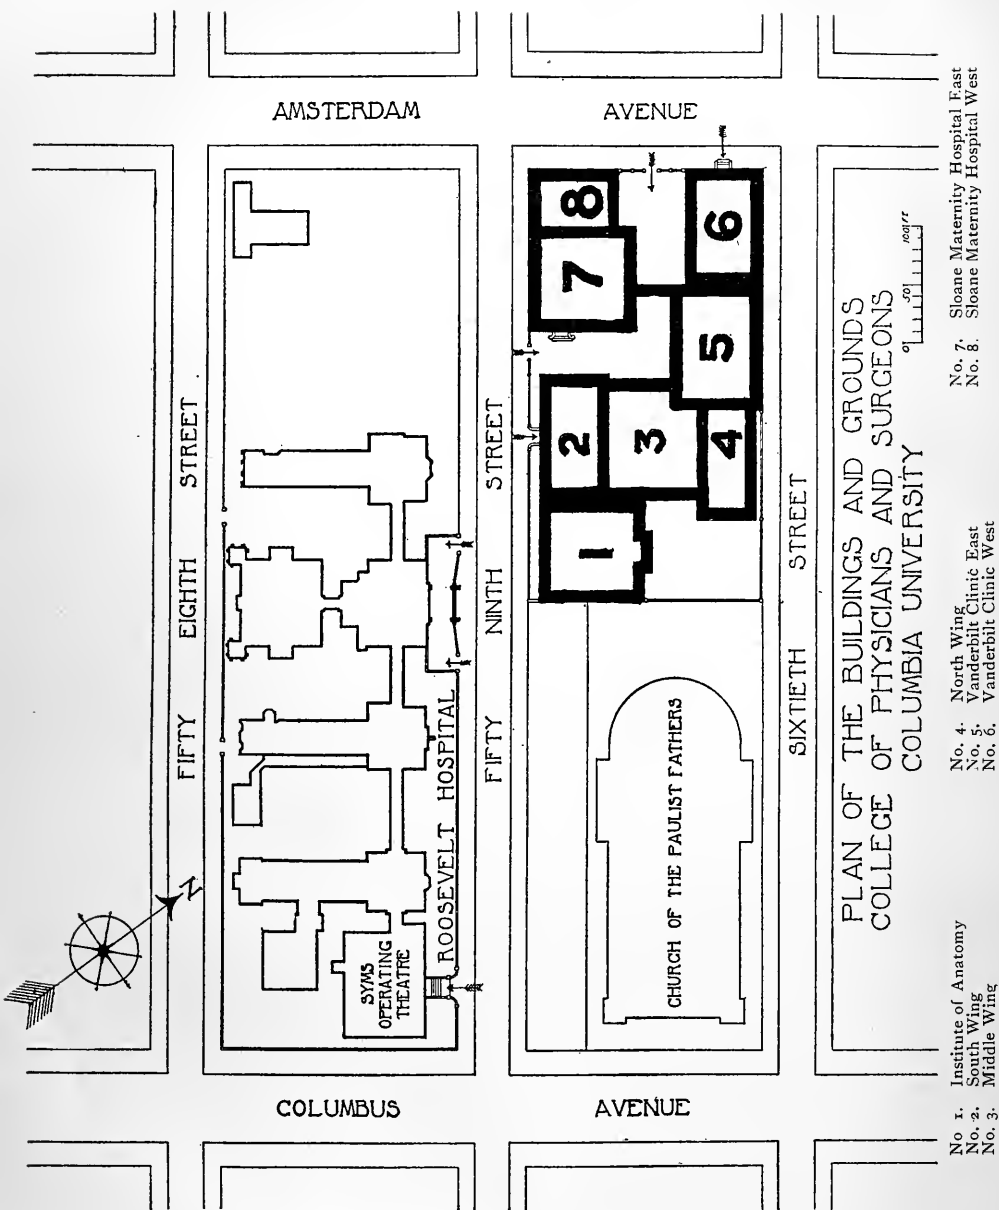 AMSTERDAM AVENUE
FIFTY EIGHTH STREET
FIFTY NINTH STREET
SIXTIETH STREET
COLUMBUS AVENUE
N
SYMS
OPERATING
THEATRE
ROOSEVELT HOSPITAL
CHURCH OF THE PAULIST FATHERS
1
2
3
4
5
6
7
8
PLAN OF THE BUILDINGS AND GROUNDS
COLLEGE OF PHYSICIANS AND SURGEONS
COLUMBIA UNIVERSITY
0 50 100 FT
No 1. Institute of Anatomy
No. 2. South Wing
No. 3. Middle Wing
No. 4. North Wing
No. 5. Vanderbilt Clinic East
No. 6. Vanderbilt Clinic West
No. 7. Sloane Maternity Hospital East
No. 8. Sloane Maternity Hospital West